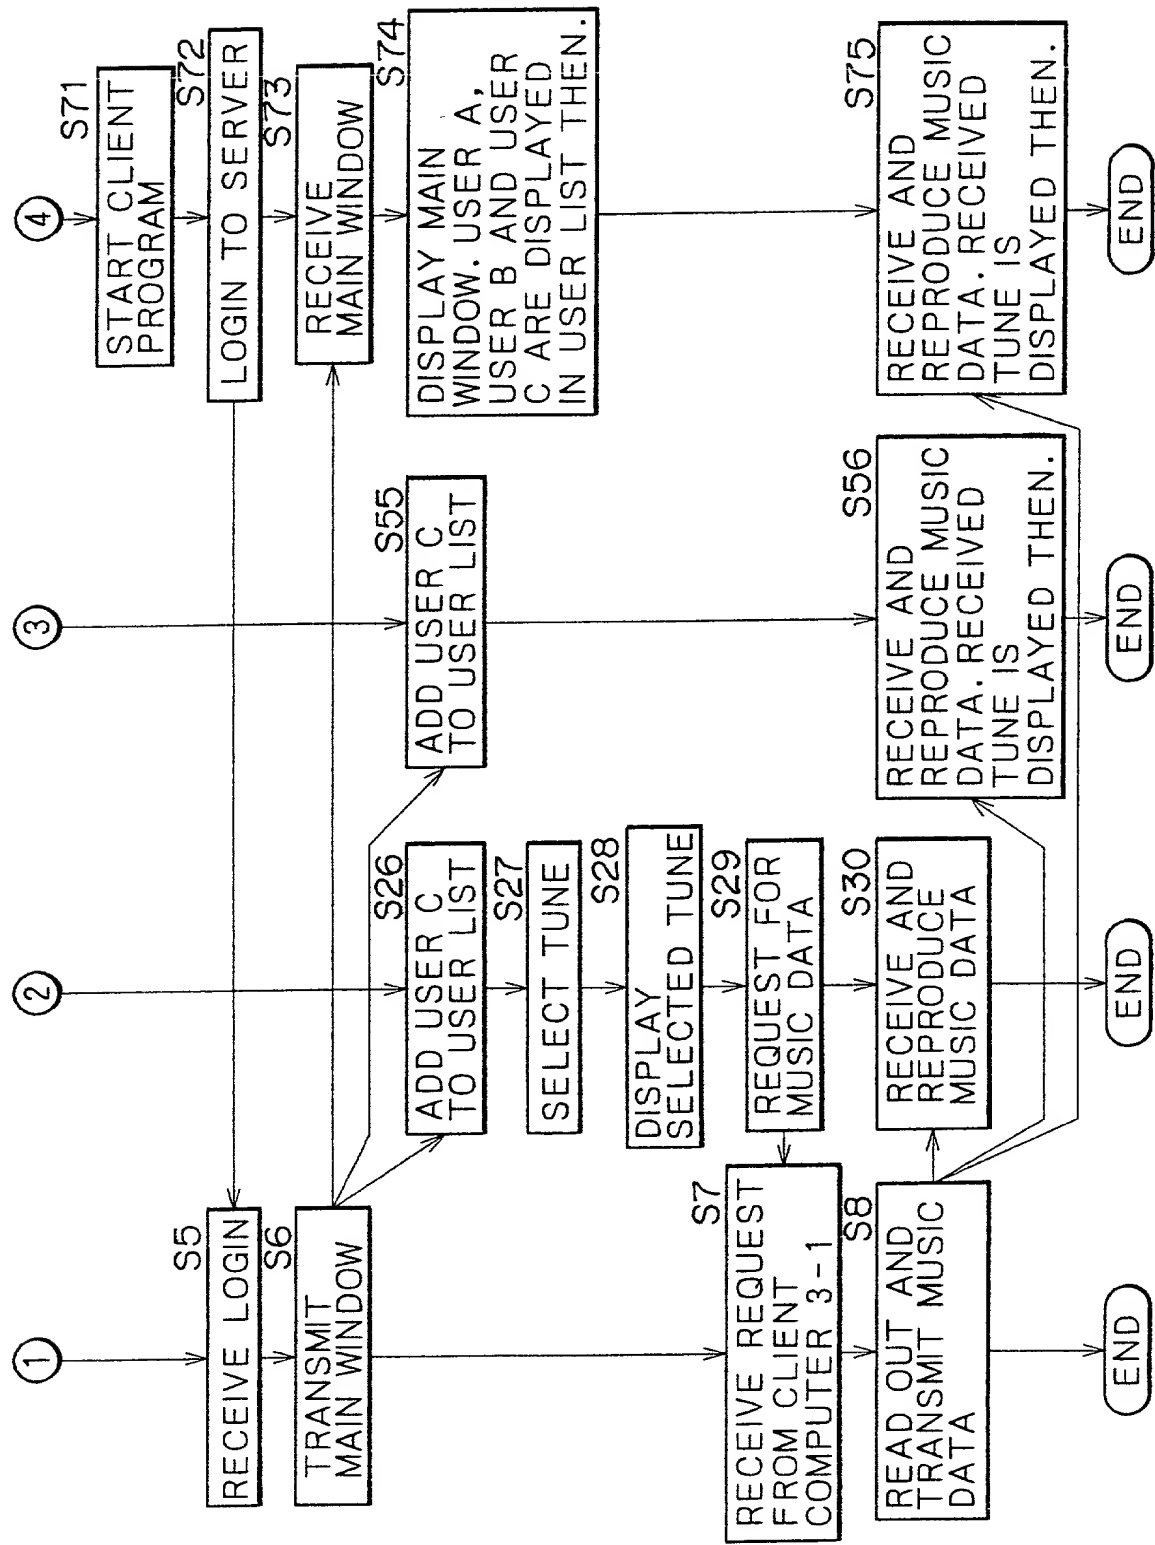 1
S5
RECEIVE LOGIN
S6
TRANSMIT
MAIN WINDOW
S7
RECEIVE REQUEST
FROM CLIENT
COMPUTER 3-1
S8
READ OUT AND
TRANSMIT MUSIC
DATA
END
2
S26
ADD USER C
TO USER LIST
S27
SELECT TUNE
S28
DISPLAY
SELECTED TUNE
S29
REQUEST FOR
MUSIC DATA
S30
RECEIVE AND
REPRODUCE
MUSIC DATA
END
3
S55
ADD USER C
TO USER LIST
S56
RECEIVE AND
REPRODUCE MUSIC
DATA. RECEIVED
TUNE IS
DISPLAYED THEN.
END
4
S71
START CLIENT
PROGRAM
S72
LOGIN TO SERVER
S73
RECEIVE
MAIN WINDOW
S74
DISPLAY MAIN
WINDOW. USER A,
USER B AND USER
C ARE DISPLAYED
IN USER LIST THEN.
S75
RECEIVE AND
REPRODUCE MUSIC
DATA. RECEIVED
TUNE IS
DISPLAYED THEN.
END